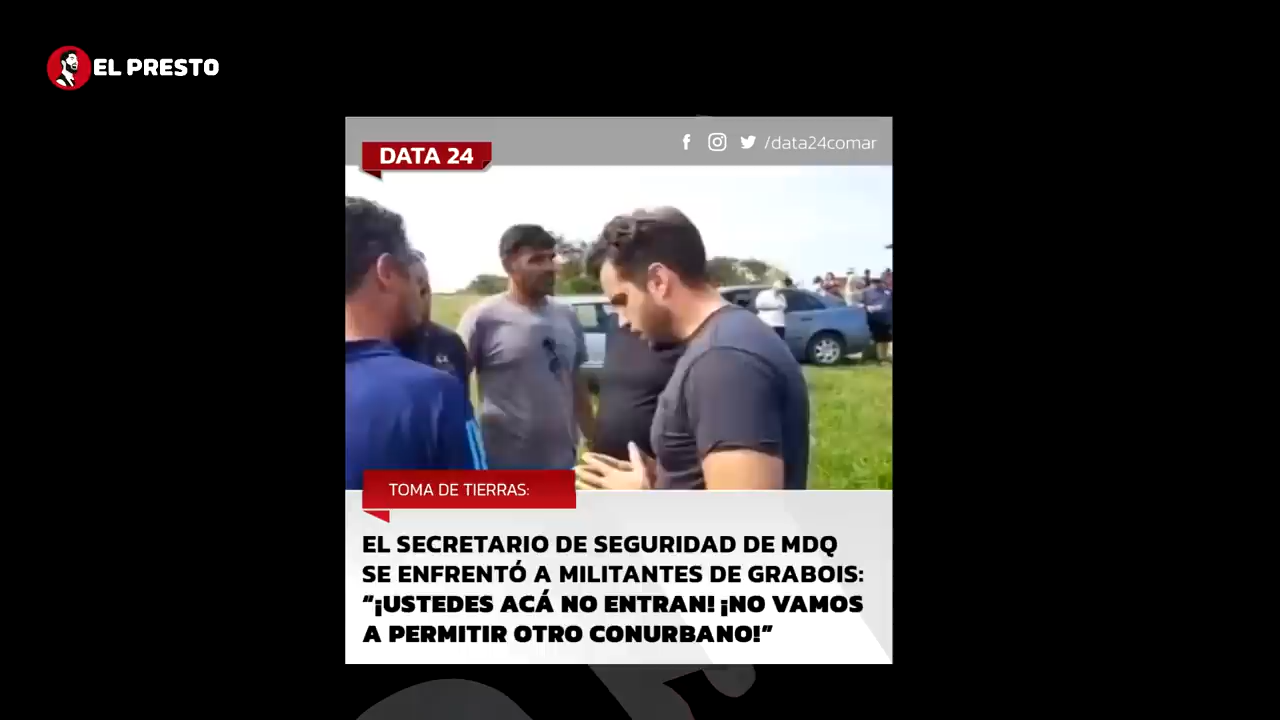 EL PRESTO
DATA 24
/data24comar
TOMA DE TIERRAS:
EL SECRETARIO DE SEGURIDAD DE MDQ
SE ENFRENTÓ A MILITANTES DE GRABOIS:
"¡USTEDES ACÁ NO ENTRAN! ¡NO VAMOS
A PERMITIR OTRO CONURBANO!"